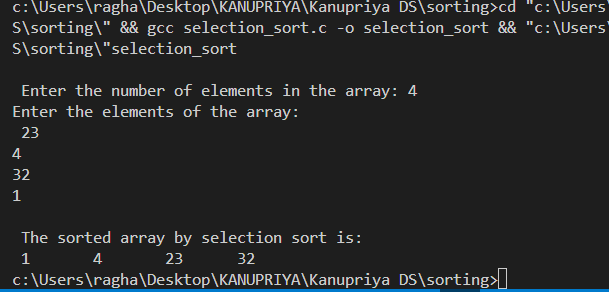 c:\Users\ragha\Desktop\KANUPRIYA\Kanupriya DS\sorting>cd "c:\Users
S\sorting\" && gcc selection_sort.c -o selection_sort && "c:\Users
S\sorting\"selection_sort
Enter the number of elements in the array: 4
Enter the elements of the array:
23
4
32
1
The sorted array by selection sort is:
1 4 23 32
c:\Users\ragha\Desktop\KANUPRIYA\Kanupriya DS\sorting>